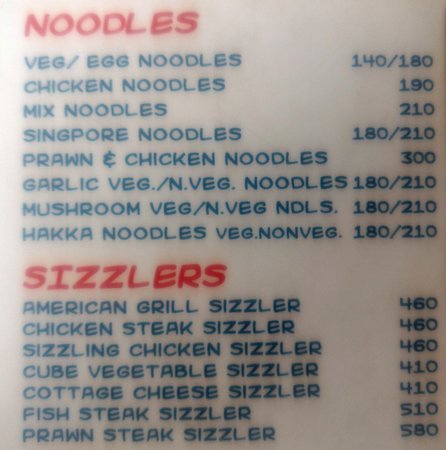 NOODLES
VEG/ EGG NOODLES 140/180
CHICKEN NOODLES 190
MIX NOODLES 210
SINGPORE NOODLES 180/210
PRAWN & CHICKEN NOODLES 300
GARLIC VEG./N.VEG. NOODLES 180/210
MUSHROOM VEG/N.VEG NDLS. 180/210
HAKKA NOODLES VEG.NONVEG. 180/210
SIZZLERS
AMERICAN GRILL SIZZLER 460
CHICKEN STEAK SIZZLER 460
SIZZLING CHICKEN SIZZLER 460
CUBE VEGETABLE SIZZLER 410
COTTAGE CHEESE SIZZLER 410
FISH STEAK SIZZLER 510
PRAWN STEAK SIZZLER 580